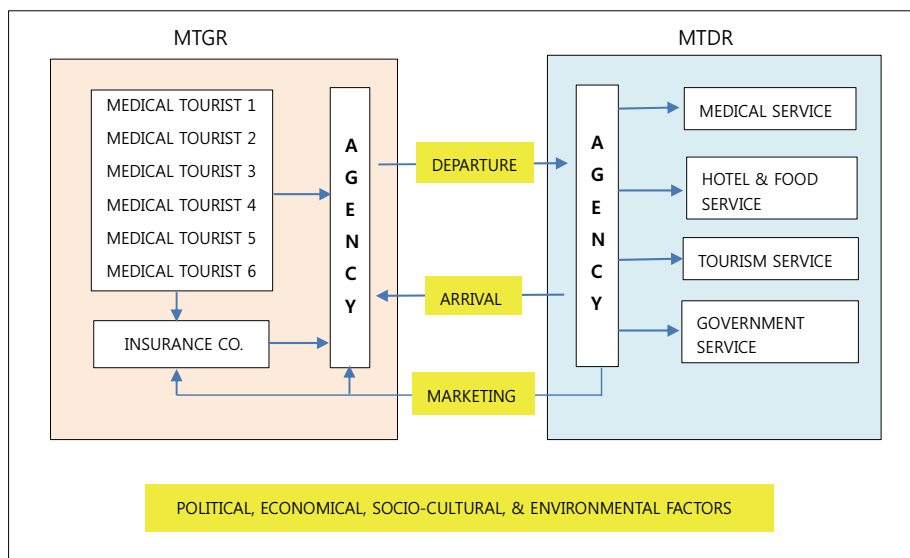 MTGR
MEDICAL TOURIST 1
MEDICAL TOURIST 2
MEDICAL TOURIST 3
MEDICAL TOURIST 4
MEDICAL TOURIST 5
MEDICAL TOURIST 6
INSURANCE CO.
A
G
E
N
C
Y
DEPARTURE
ARRIVAL
MARKETING
MTDR
A
G
E
N
C
Y
MEDICAL SERVICE
HOTEL & FOOD
SERVICE
TOURISM SERVICE
GOVERNMENT
SERVICE
POLITICAL, ECONOMICAL, SOCIO-CULTURAL, & ENVIRONMENTAL FACTORS